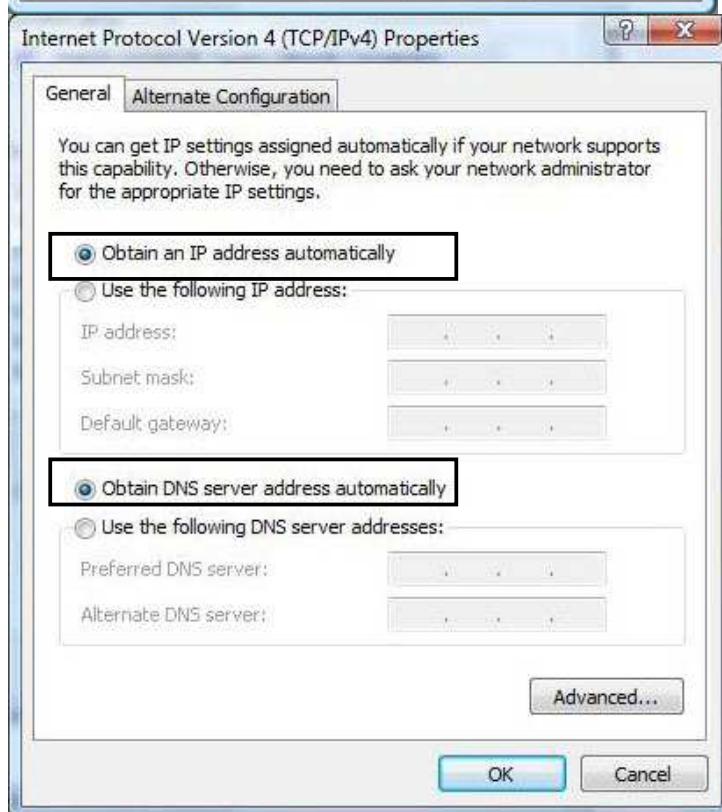 Internet Protocol Version 4 (TCP/IPv4) Properties
General
Alternate Configuration
You can get IP settings assigned automatically if your network supports
this capability. Otherwise, you need to ask your network administrator
for the appropriate IP settings.
Obtain an IP address automatically
Use the following IP address:
IP address:
Subnet mask:
Default gateway:
Obtain DNS server address automatically
Use the following DNS server addresses:
Preferred DNS server:
Alternate DNS server:
Advanced...
OK
Cancel